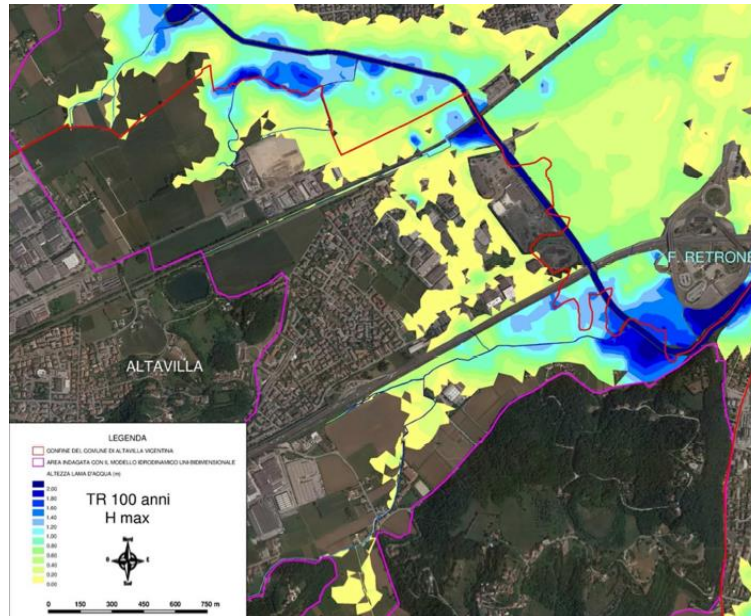 F. RETRONE
ALTAVILLA
LEGENDA
CONFINE DEL COMUNE DI ALTAVILLA VICENTINA
AREA INDAGATA CON IL MODELLO IDRODINAMICO UNI-BIDIMENSIONALE
ALTEZZA LAMA D'ACQUA (m)
2.00
1.80
1.60
1.40
1.20
1.00
0.80
0.60
0.40
0.20
0.00
TR 100 anni
H max
Nord
O
E
Sud
0 150 300 450 600 750 m